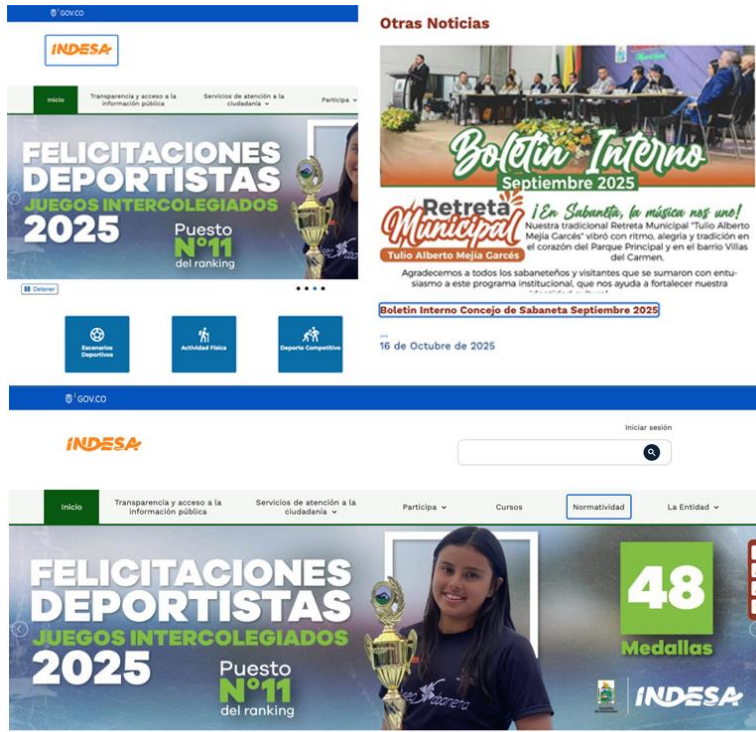 GOV.CO
INDESA
Inicio
Transparencia y acceso a la
información pública
Servicios de atención a la
ciudadanía
Participa
FELICITACIONES
DEPORTISTAS
JUEGOS INTERCOLEGIADOS
2025
Puesto
N°11
del ranking
Detener
Escenarios
Deportivos
Actividad Física
Deporte Competitivo
Otras Noticias
Boletín Interno
Septiembre 2025
Retreta
Municipal
Tulio Alberto Mejía Garcés
¡En Sabaneta, la música nos une!
Nuestra tradicional Retreta Municipal "Tulio Alberto
Mejía Garcés" vibró con ritmo, alegría y tradición en
el corazón del Parque Principal y en el barrio Villas
del Carmen.
Agradecemos a todos los sabaneteños y visitantes que se sumaron con entu-
siasmo a este programa institucional, que nos ayuda a fortalecer nuestra
Boletin Interno Concejo de Sabaneta Septiembre 2025
...
16 de Octubre de 2025
GOV.CO
INDESA
Iniciar sesión
Inicio
Transparencia y acceso a la
información pública
Servicios de atención a la
ciudadanía
Participa
Cursos
Normatividad
La Entidad
FELICITACIONES
DEPORTISTAS
JUEGOS INTERCOLEGIADOS
2025
Puesto
N°11
del ranking
48
Medallas
INDESA